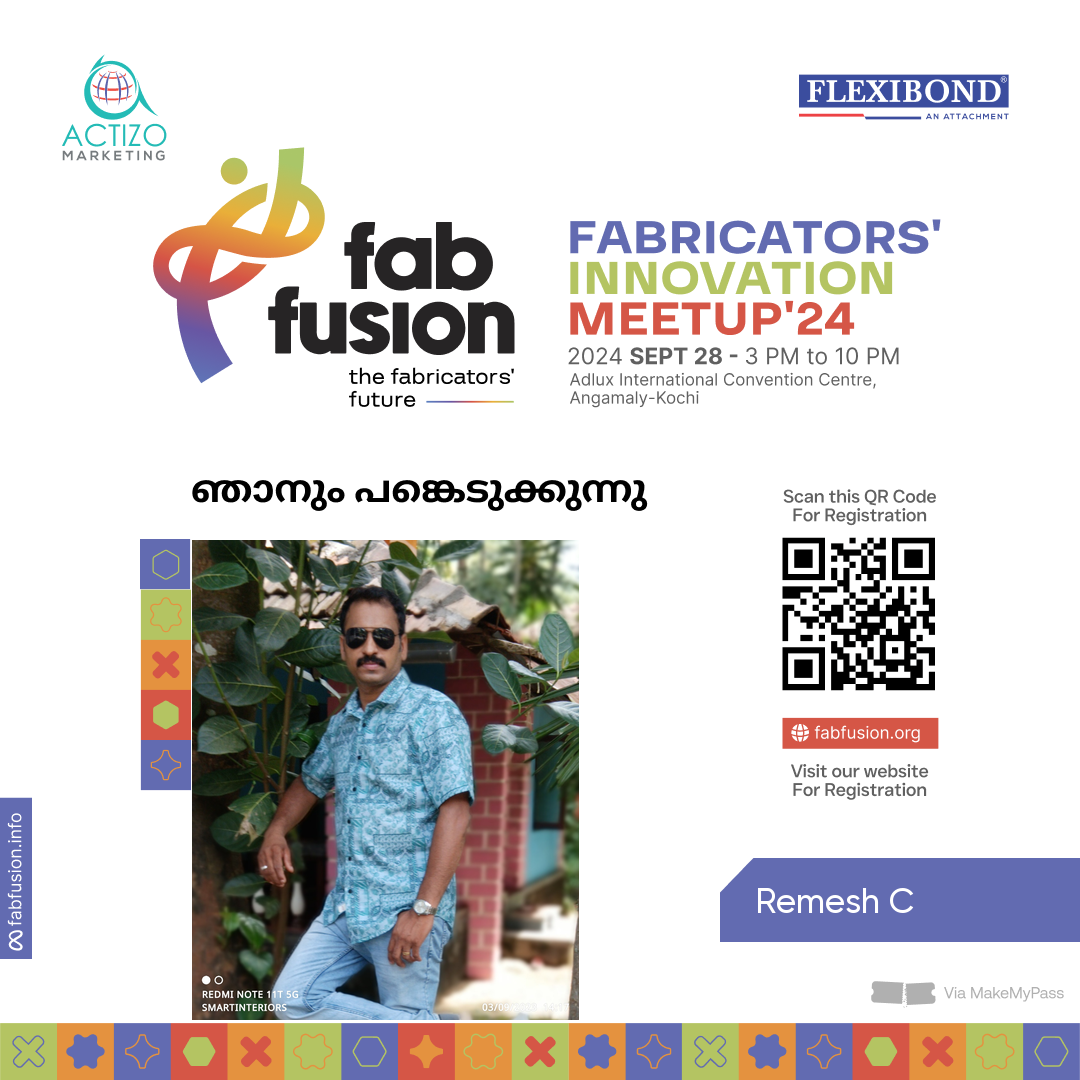 ACTIZO
MARKETING
FLEXIBOND®
AN ATTACHMENT
fab
fusion
the fabricators'
future
FABRICATORS'
INNOVATION
MEETUP'24
2024 SEPT 28 - 3 PM to 10 PM
Adlux International Convention Centre,
Angamaly-Kochi
ഞാനും പങ്കെടുക്കുന്നു
Scan this QR Code
For Registration
fabfusion.org
Visit our website
For Registration
fabfusion.info
Remesh C
REDMI NOTE 11T 5G
SMARTINTERIORS
Via MakeMyPass